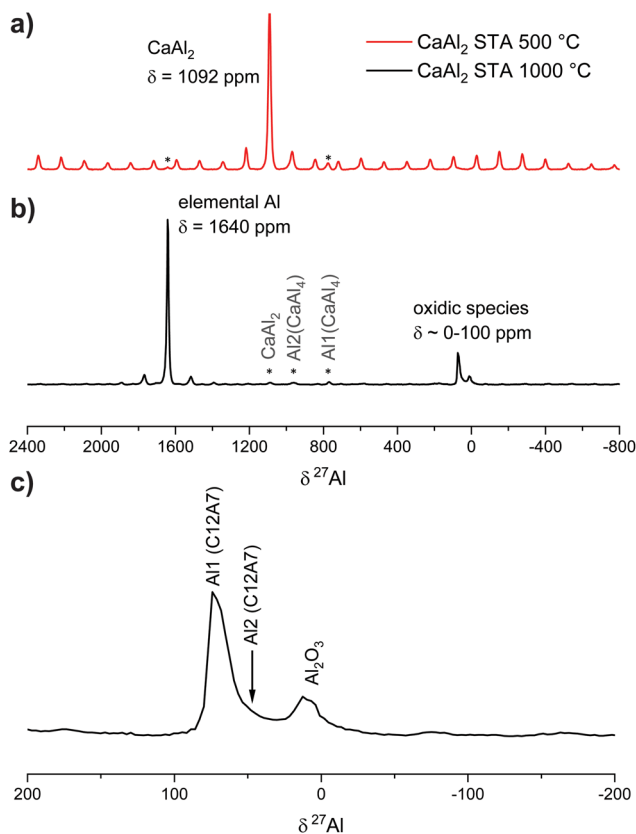 a)
CaAl₂
δ = 1092 ppm
CaAl₂ STA 500 °C
CaAl₂ STA 1000 °C
*
*
b)
elemental Al
δ = 1640 ppm
* CaAl₂
* Al2(CaAl₄)
* Al1(CaAl₄)
oxidic species
δ ~ 0-100 ppm
2400 2000 1600 1200 800 400 0 -400 -800
δ ²⁷Al
c)
Al1 (C12A7)
Al2 (C12A7)
Al₂O₃
200 100 0 -100 -200
δ ²⁷Al